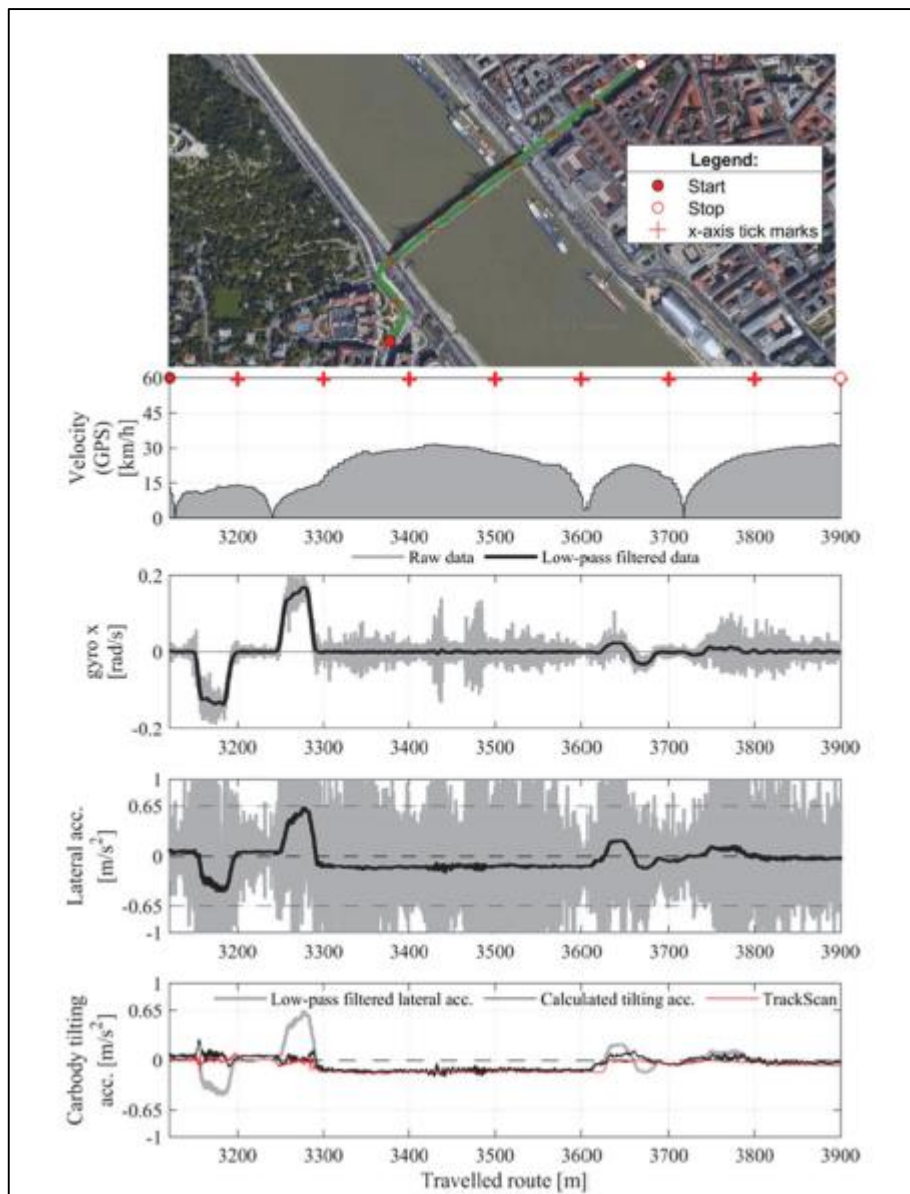 Legend:
Start
Stop
x-axis tick marks
60
45
30
15
0
Velocity
(GPS)
[km/h]
3200 3300 3400 3500 3600 3700 3800 3900
Raw data Low-pass filtered data
0.2
0
-0.2
gyro x
[rad/s]
3200 3300 3400 3500 3600 3700 3800 3900
1
0.65
0
-0.65
-1
Lateral acc.
[m/s²]
3200 3300 3400 3500 3600 3700 3800 3900
Low-pass filtered lateral acc. Calculated tilting acc. TrackScan
1
0.65
0
-0.65
-1
Carbody tilting
acc. [m/s²]
3200 3300 3400 3500 3600 3700 3800 3900
Travelled route [m]